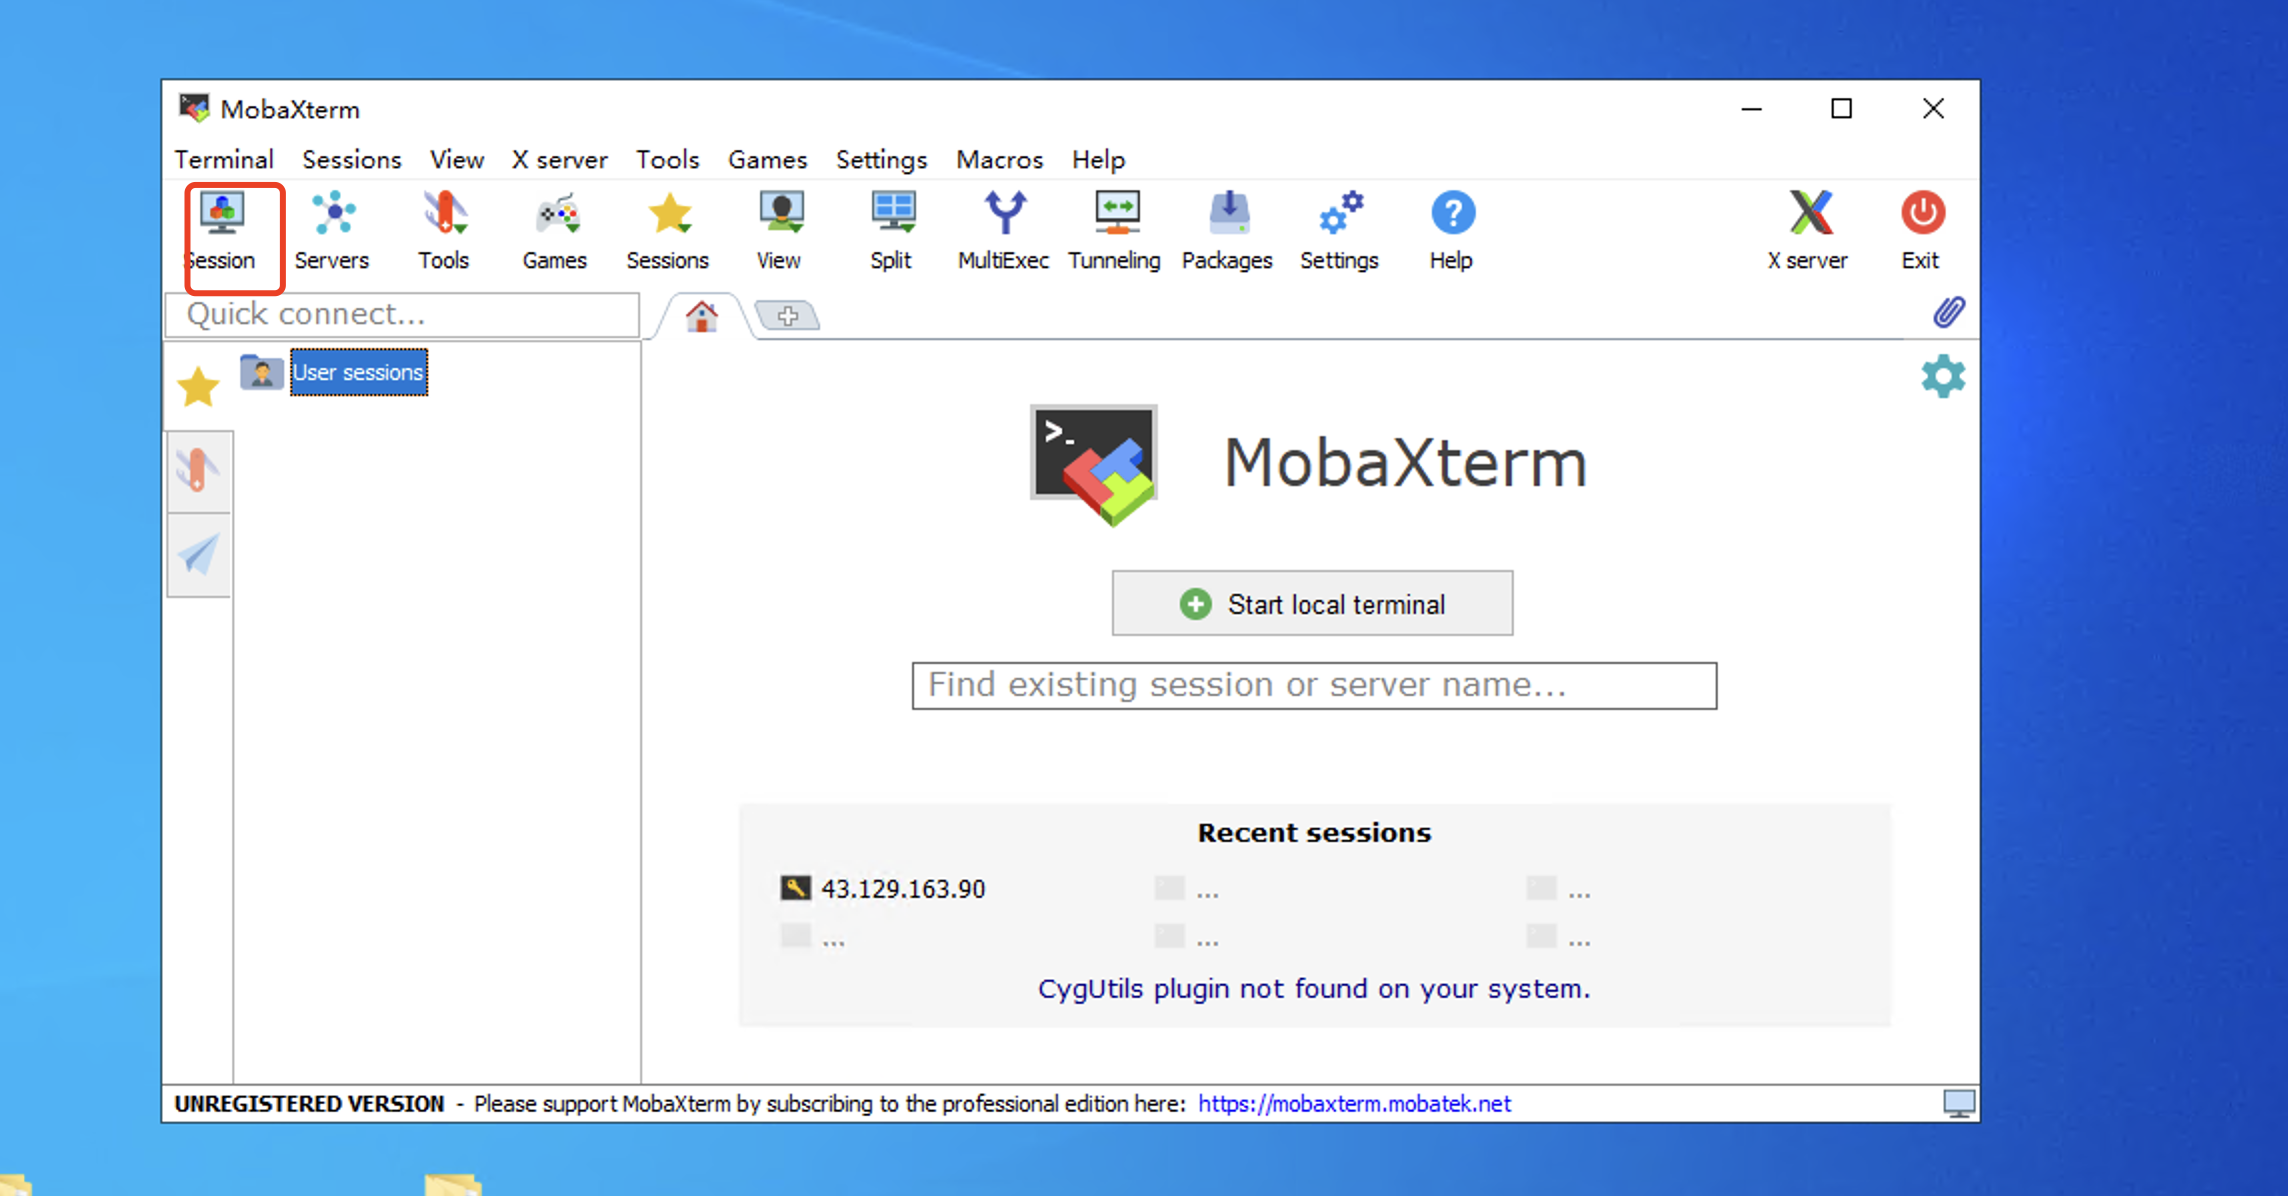 MobaXterm
Terminal Sessions View X server Tools Games Settings Macros Help
Session Servers Tools Games Sessions View Split MultiExec Tunneling Packages Settings Help X server Exit
Quick connect...
User sessions
>_
MobaXterm
Start local terminal
Find existing session or server name...
Recent sessions
43.129.163.90 ... ...
... ... ...
CygUtils plugin not found on your system.
UNREGISTERED VERSION - Please support MobaXterm by subscribing to the professional edition here: https://mobaxterm.mobatek.net